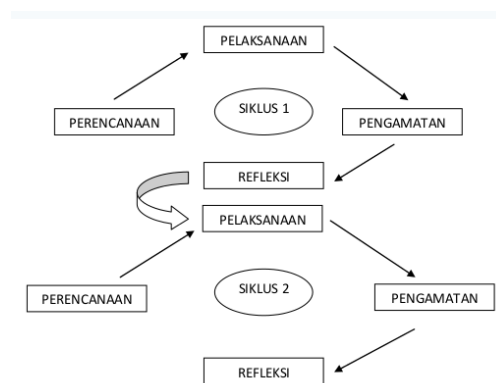 PELAKSANAAN
SIKLUS 1
PERENCANAAN
PENGAMATAN
REFLEKSI
PELAKSANAAN
SIKLUS 2
PERENCANAAN
PENGAMATAN
REFLEKSI